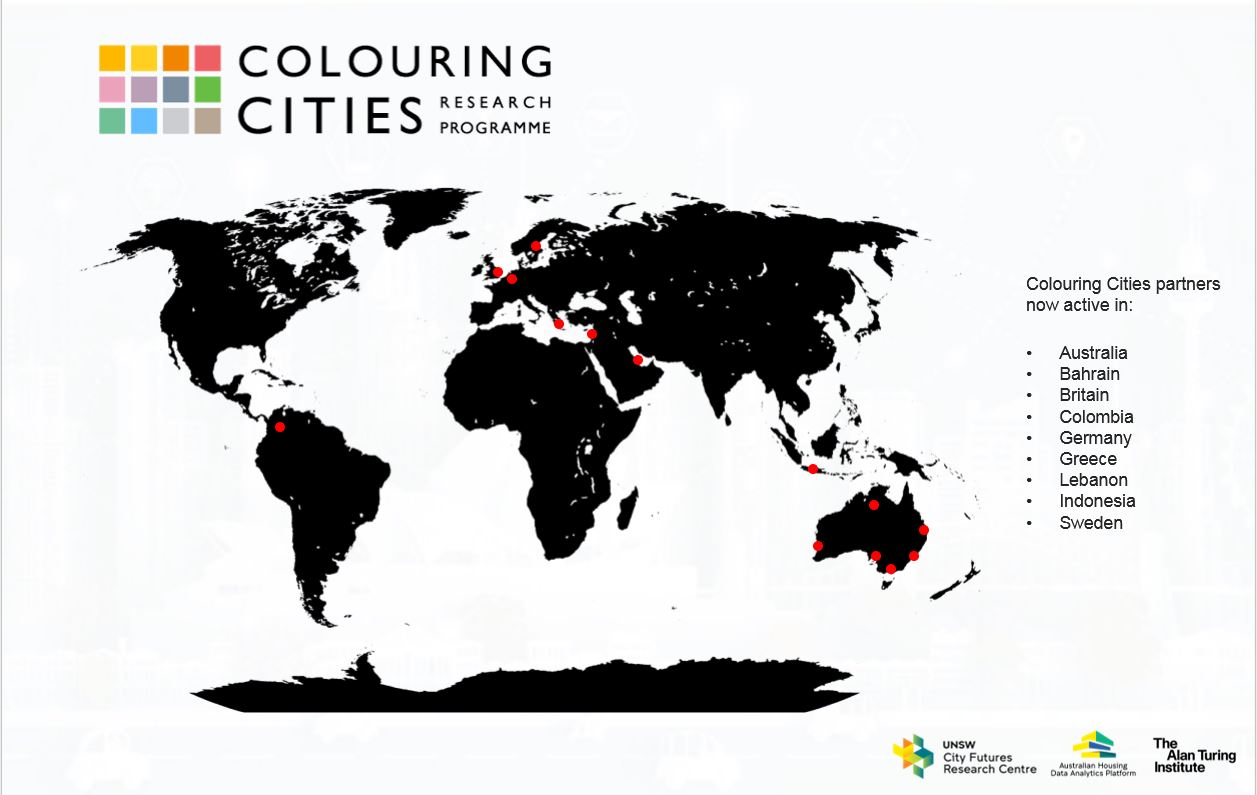 COLOURING
CITIES RESEARCH
PROGRAMME
Colouring Cities partners
now active in:
• Australia
• Bahrain
• Britain
• Colombia
• Germany
• Greece
• Lebanon
• Indonesia
• Sweden
UNSW
City Futures
Research Centre
Australian Housing
Data Analytics Platform
The
Alan Turing
Institute